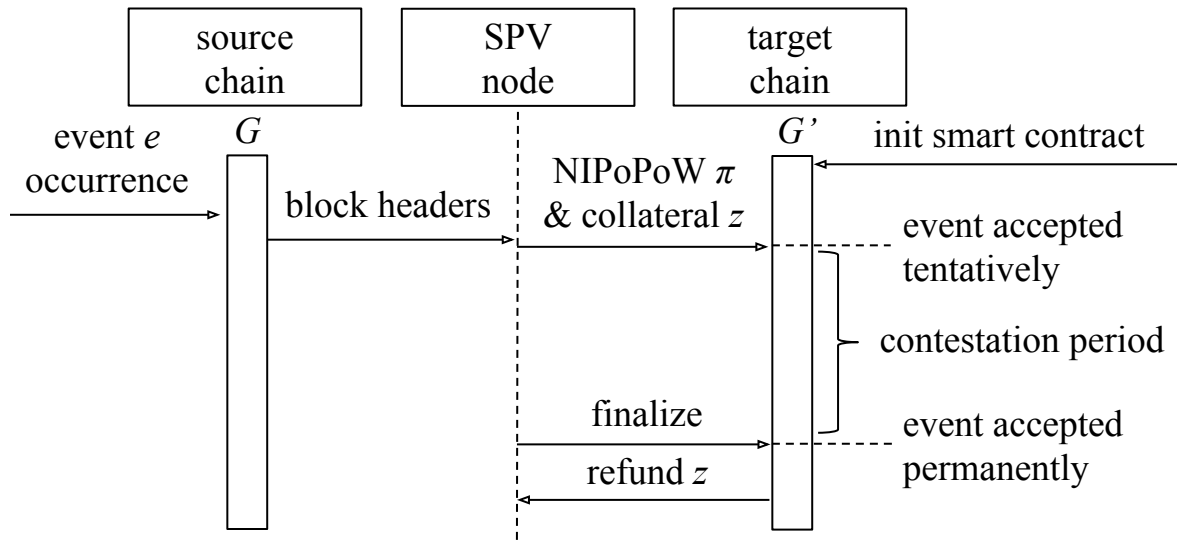 source
chain
SPV
node
target
chain
G
G’
event e
occurrence
init smart contract
block headers
NIPoPoW π
& collateral z
event accepted
tentatively
contestation period
finalize
event accepted
permanently
refund z